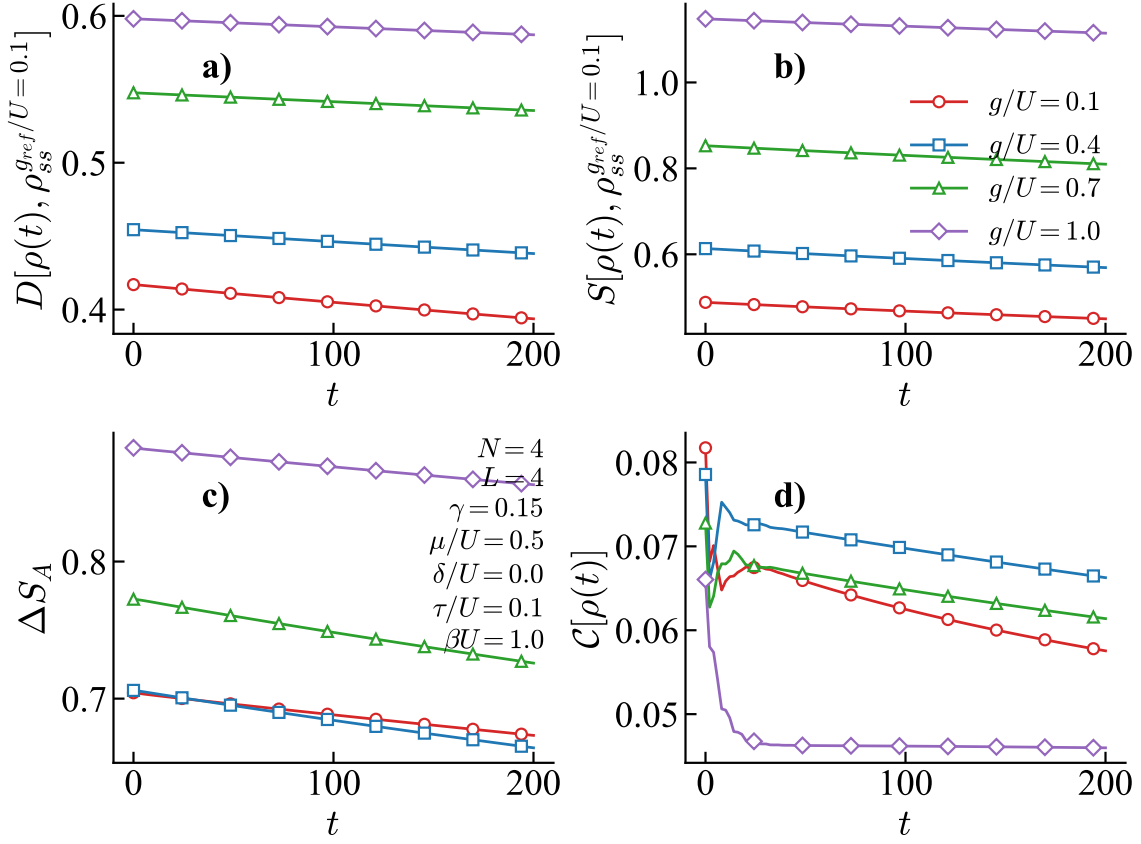 0.6
0.5
0.4
D[ρ(t), ρ_{ss}^{g_{ref}/U=0.1}]
a)
0 100 200
t
1.0
0.8
0.6
S[ρ(t), ρ_{ss}^{g_{ref}/U=0.1}]
b)
g/U = 0.1
g/U = 0.4
g/U = 0.7
g/U = 1.0
0 100 200
t
0.8
0.7
ΔS_A
c)
N = 4
L = 4
γ = 0.15
μ/U = 0.5
δ/U = 0.0
τ/U = 0.1
βU = 1.0
0 100 200
t
0.08
0.07
0.06
0.05
𝒞[ρ(t)]
d)
0 100 200
t